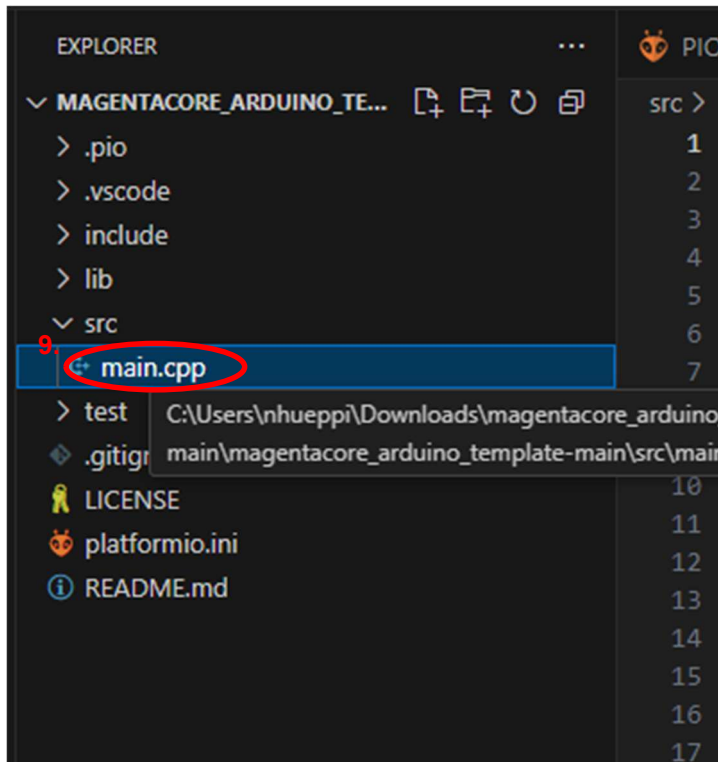 EXPLORER
PIO
MAGENTACORE_ARDUINO_TE...
src >
.pio
.vscode
include
lib
src
9.
main.cpp
test
C:\Users\nhueppi\Downloads\magentacore_arduino
.gitign
main\magentacore_arduino_template-main\src\main
LICENSE
platformio.ini
README.md
1
2
3
4
5
6
7
10
11
12
13
14
15
16
17